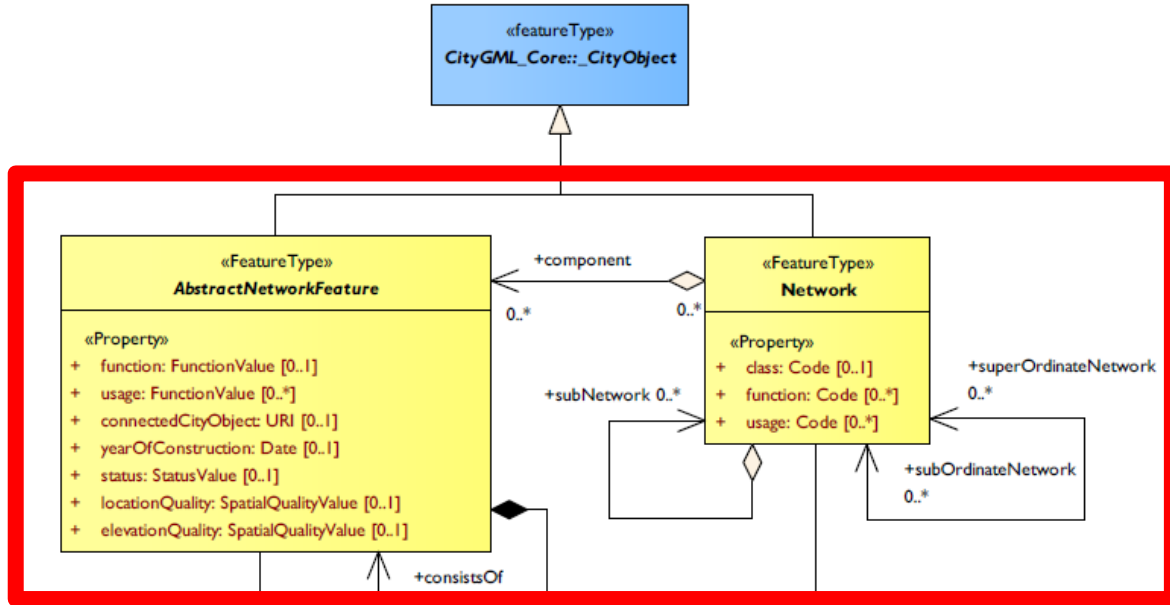 «featureType»
CityGML_Core::_CityObject
«FeatureType»
AbstractNetworkFeature
«Property»
+ function: FunctionValue [0..1]
+ usage: FunctionValue [0..*]
+ connectedCityObject: URI [0..1]
+ yearOfConstruction: Date [0..1]
+ status: StatusValue [0..1]
+ locationQuality: SpatialQualityValue [0..1]
+ elevationQuality: SpatialQualityValue [0..1]
+component
0..*
0..*
«FeatureType»
Network
«Property»
+ class: Code [0..1]
+ function: Code [0..*]
+ usage: Code [0..*]
+subNetwork 0..*
+superOrdinateNetwork
0..*
+subOrdinateNetwork
0..*
+consistsOf